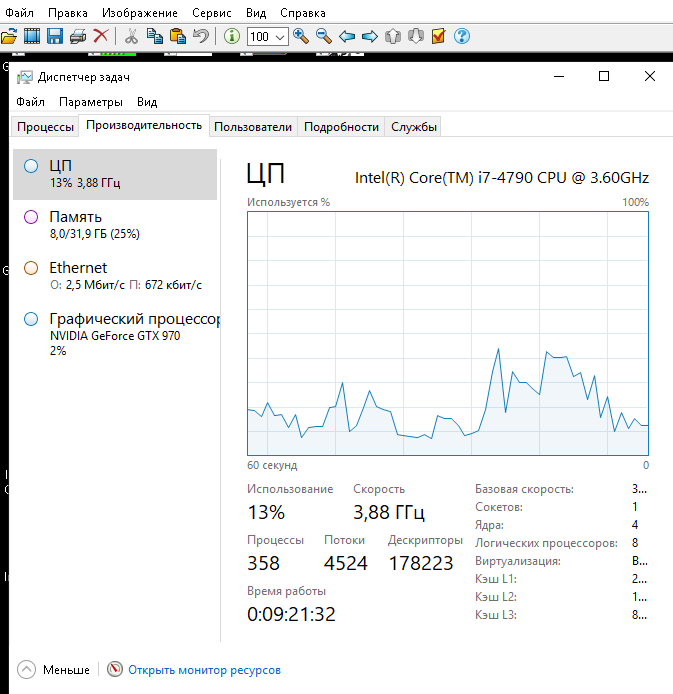 Файл Правка Изображение Сервис Вид Справка
100
Диспетчер задач
Файл Параметры Вид
Процессы Производительность Пользователи Подробности Службы
ЦП
13% 3,88 ГГц
Память
8,0/31,9 ГБ (25%)
Ethernet
О: 2,5 Мбит/с П: 672 кбит/с
Графический процессор
NVIDIA GeForce GTX 970
2%
ЦП Intel(R) Core(TM) i7-4790 CPU @ 3.60GHz
Используется % 100%
60 секунд 0
Использование Скорость
13% 3,88 ГГц
Процессы Потоки Дескрипторы
358 4524 178223
Время работы
0:09:21:32
Базовая скорость: 3...
Сокетов: 1
Ядра: 4
Логических процессоров: 8
Виртуализация: В...
Кэш L1: 2...
Кэш L2: 1...
Кэш L3: 8...
Меньше Открыть монитор ресурсов